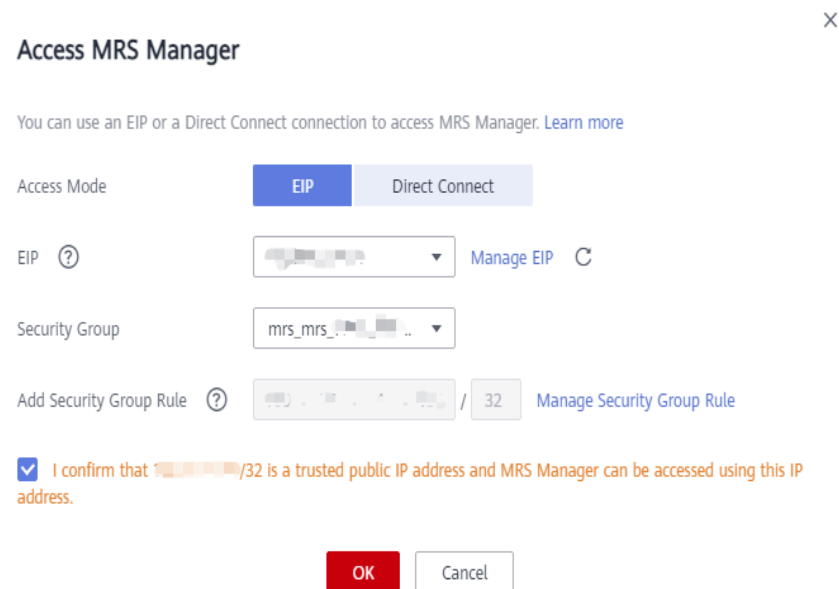 Access MRS Manager
You can use an EIP or a Direct Connect connection to access MRS Manager. Learn more
Access Mode EIP Direct Connect
EIP ? Manage EIP
Security Group mrs_mrs_ ..
Add Security Group Rule ? / 32 Manage Security Group Rule
I confirm that /32 is a trusted public IP address and MRS Manager can be accessed using this IP
address.
OK Cancel